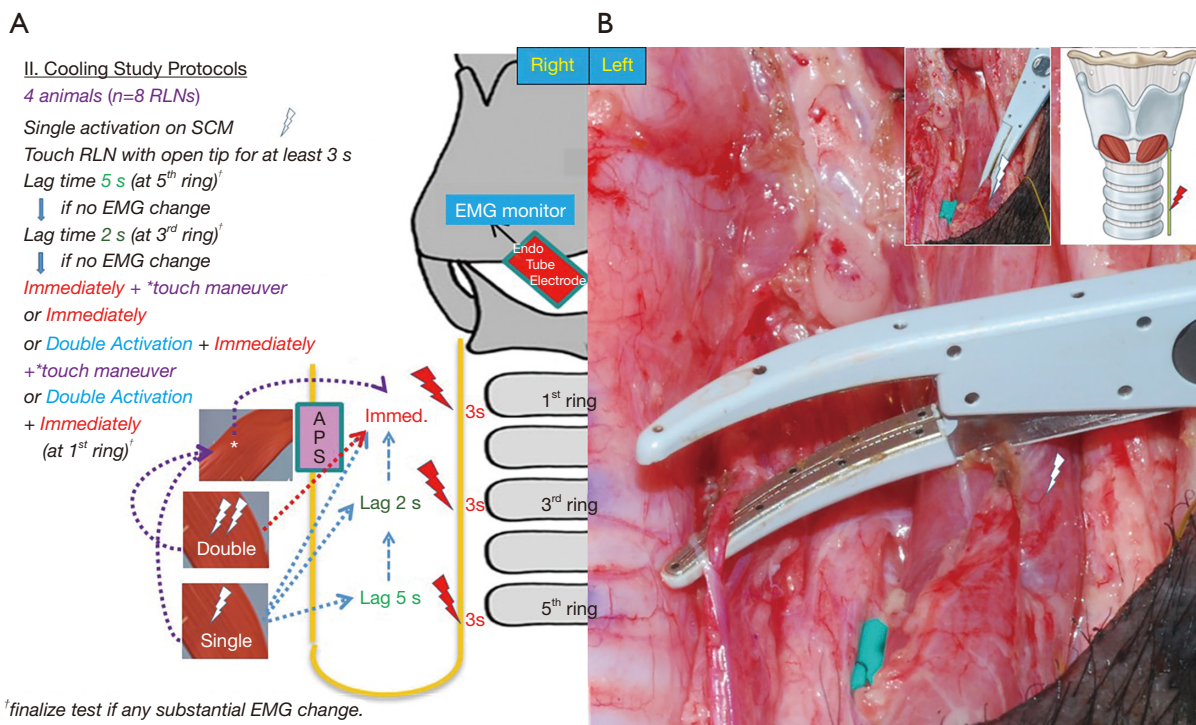 A
II. Cooling Study Protocols
4 animals (n=8 RLNs)
Single activation on SCM
Touch RLN with open tip for at least 3 s
Lag time 5 s (at 5th ring)†
if no EMG change
Lag time 2 s (at 3rd ring)†
if no EMG change
Immediately + *touch maneuver
or Immediately
or Double Activation + Immediately
+*touch maneuver
or Double Activation
+ Immediately
(at 1st ring)†
*
Double
Single
A
P
S
Immed.
Lag 2 s
Lag 5 s
3s
3s
3s
EMG monitor
Endo
Tube
Electrode
1st ring
3rd ring
5th ring
†finalize test if any substantial EMG change.
B
Right Left